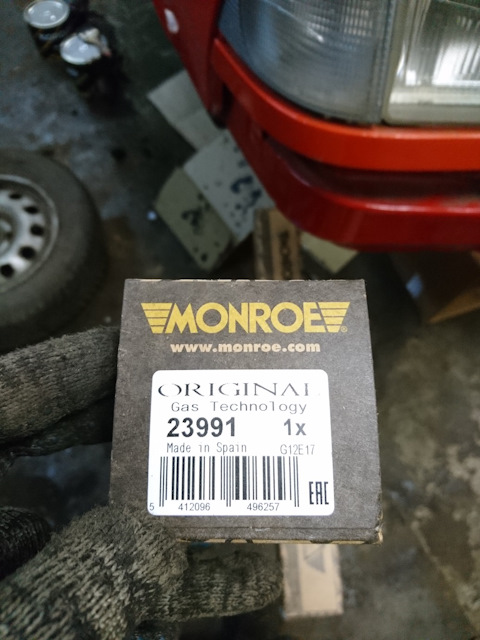 MONROE
www.monroe.com
ORIGINAL
Gas Technology
23991 1x
Made in Spain G12E17
EAC
5 412096 496257